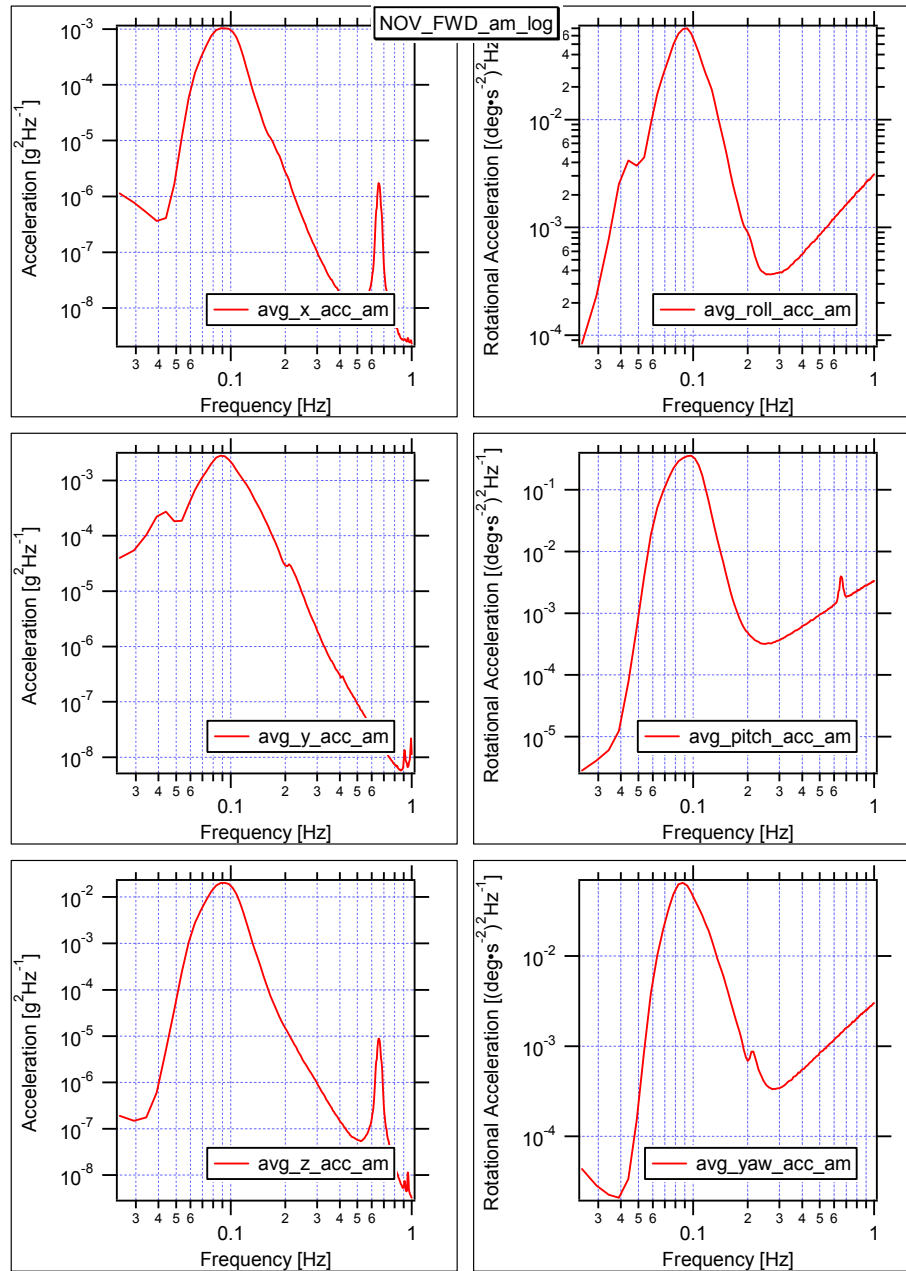 NOV_FWD_am_log
Acceleration [g²Hz⁻¹]
10⁻³
10⁻⁴
10⁻⁵
10⁻⁶
10⁻⁷
10⁻⁸
avg_x_acc_am
3 4 5 6 0.1 2 3 4 5 6 1
Frequency [Hz]
Rotational Acceleration [(deg•s⁻²)²Hz
6
4
2
10⁻²
6
4
2
10⁻³
8
6
4
2
10⁻⁴
avg_roll_acc_am
3 4 5 6 0.1 2 3 4 5 6 1
Frequency [Hz]
Acceleration [g²Hz⁻¹]
10⁻³
10⁻⁴
10⁻⁵
10⁻⁶
10⁻⁷
10⁻⁸
avg_y_acc_am
3 4 5 6 0.1 2 3 4 5 6 1
Frequency [Hz]
Rotational Acceleration [(deg•s⁻²)²Hz⁻¹]
10⁻¹
10⁻²
10⁻³
10⁻⁴
10⁻⁵
avg_pitch_acc_am
3 4 5 6 0.1 2 3 4 5 6 1
Frequency [Hz]
Acceleration [g²Hz⁻¹]
10⁻²
10⁻³
10⁻⁴
10⁻⁵
10⁻⁶
10⁻⁷
10⁻⁸
avg_z_acc_am
3 4 5 6 0.1 2 3 4 5 6 1
Frequency [Hz]
Rotational Acceleration [(deg•s⁻²)²Hz⁻¹]
10⁻²
10⁻³
10⁻⁴
avg_yaw_acc_am
3 4 5 6 0.1 2 3 4 5 6 1
Frequency [Hz]